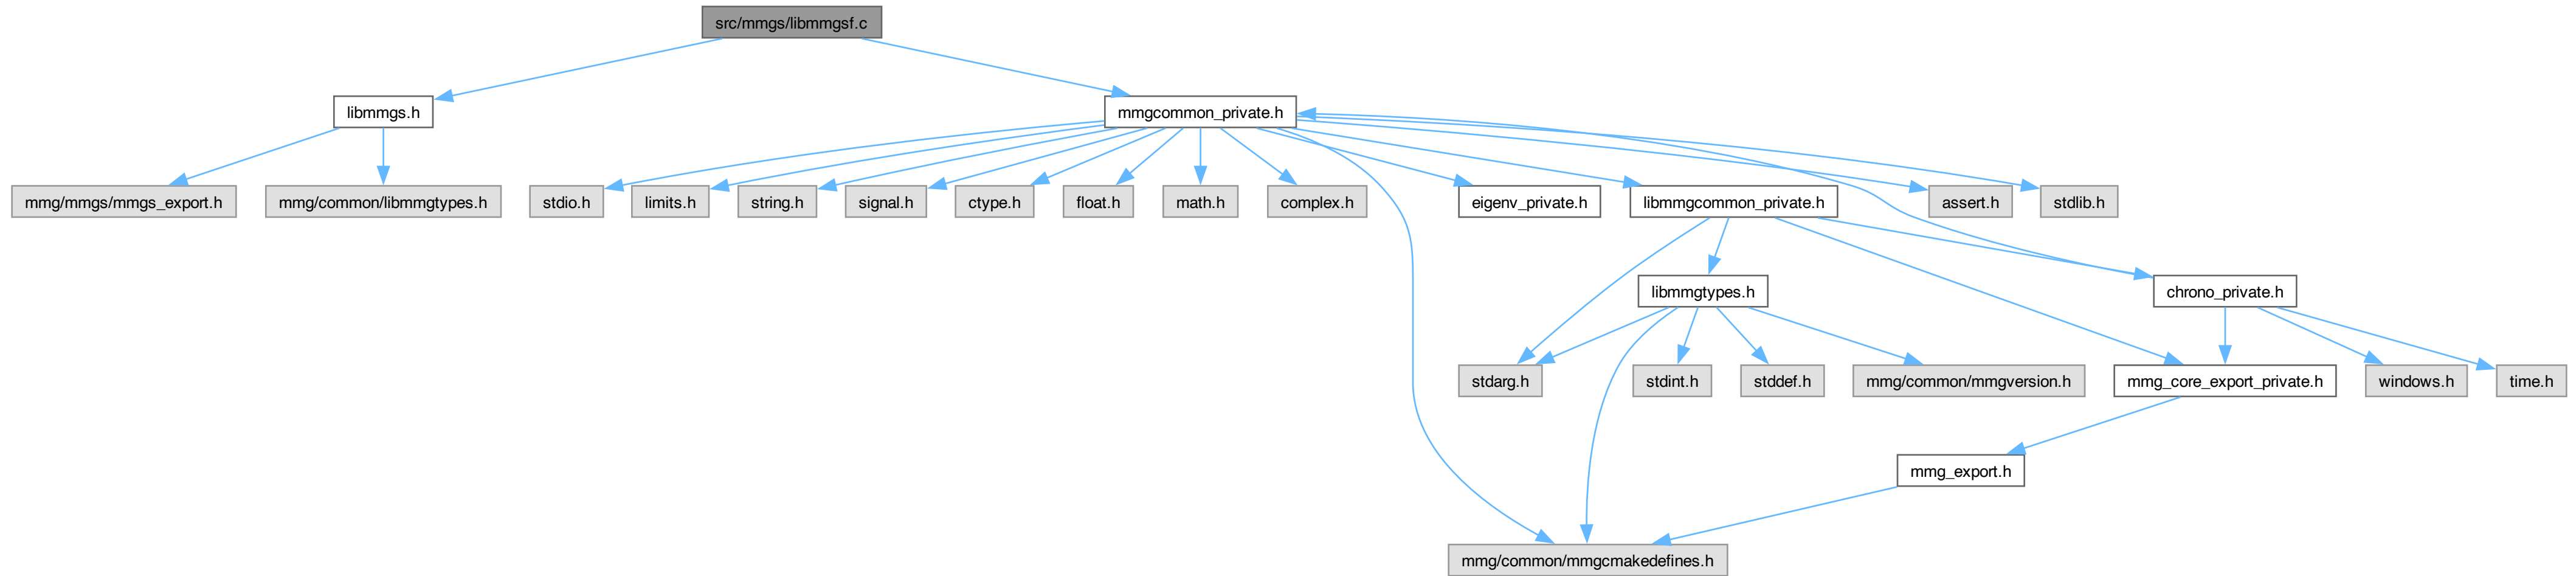 src/mmgs/libmmgsf.c
libmmgs.h
mmgcommon_private.h
mmg/mmgs/mmgs_export.h
mmg/common/libmmgtypes.h
stdio.h
limits.h
string.h
signal.h
ctype.h
float.h
math.h
complex.h
eigenv_private.h
libmmgcommon_private.h
assert.h
stdlib.h
libmmgtypes.h
chrono_private.h
stdarg.h
stdint.h
stddef.h
mmg/common/mmgversion.h
mmg_core_export_private.h
windows.h
time.h
mmg_export.h
mmg/common/mmgcmakedefines.h